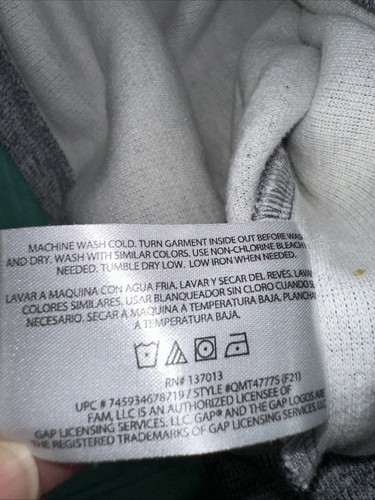 MACHINE WASH COLD. TURN GARMENT INSIDE OUT BEFORE
AND DRY. WASH WITH SIMILAR COLORS. USE NON-CHLORINE BLEACH
NEEDED. TUMBLE DRY LOW. LOW IRON WHEN NEEDED.
LAVAR A MAQUINA CON AGUA FRIA. LAVAR Y SECAR DEL REVÉS.
COLORES SIMILARES. USAR BLANQUEADOR SIN CLORO CUANDO
NECESARIO. SECAR A MAQUINA A TEMPERATURA BAJA.
A TEMPERATURA BAJA.
RN# 137013
UPC # 745934678719 / STYLE #QMT4777S (F21)
FAM, LLC IS AN AUTHORIZED LICENSEE OF
GAP LICENSING SERVICES, LLC. GAP® AND THE GAP LOGOS ARE
THE REGISTERED TRADEMARKS OF GAP LICENSING SERVICES, LLC.